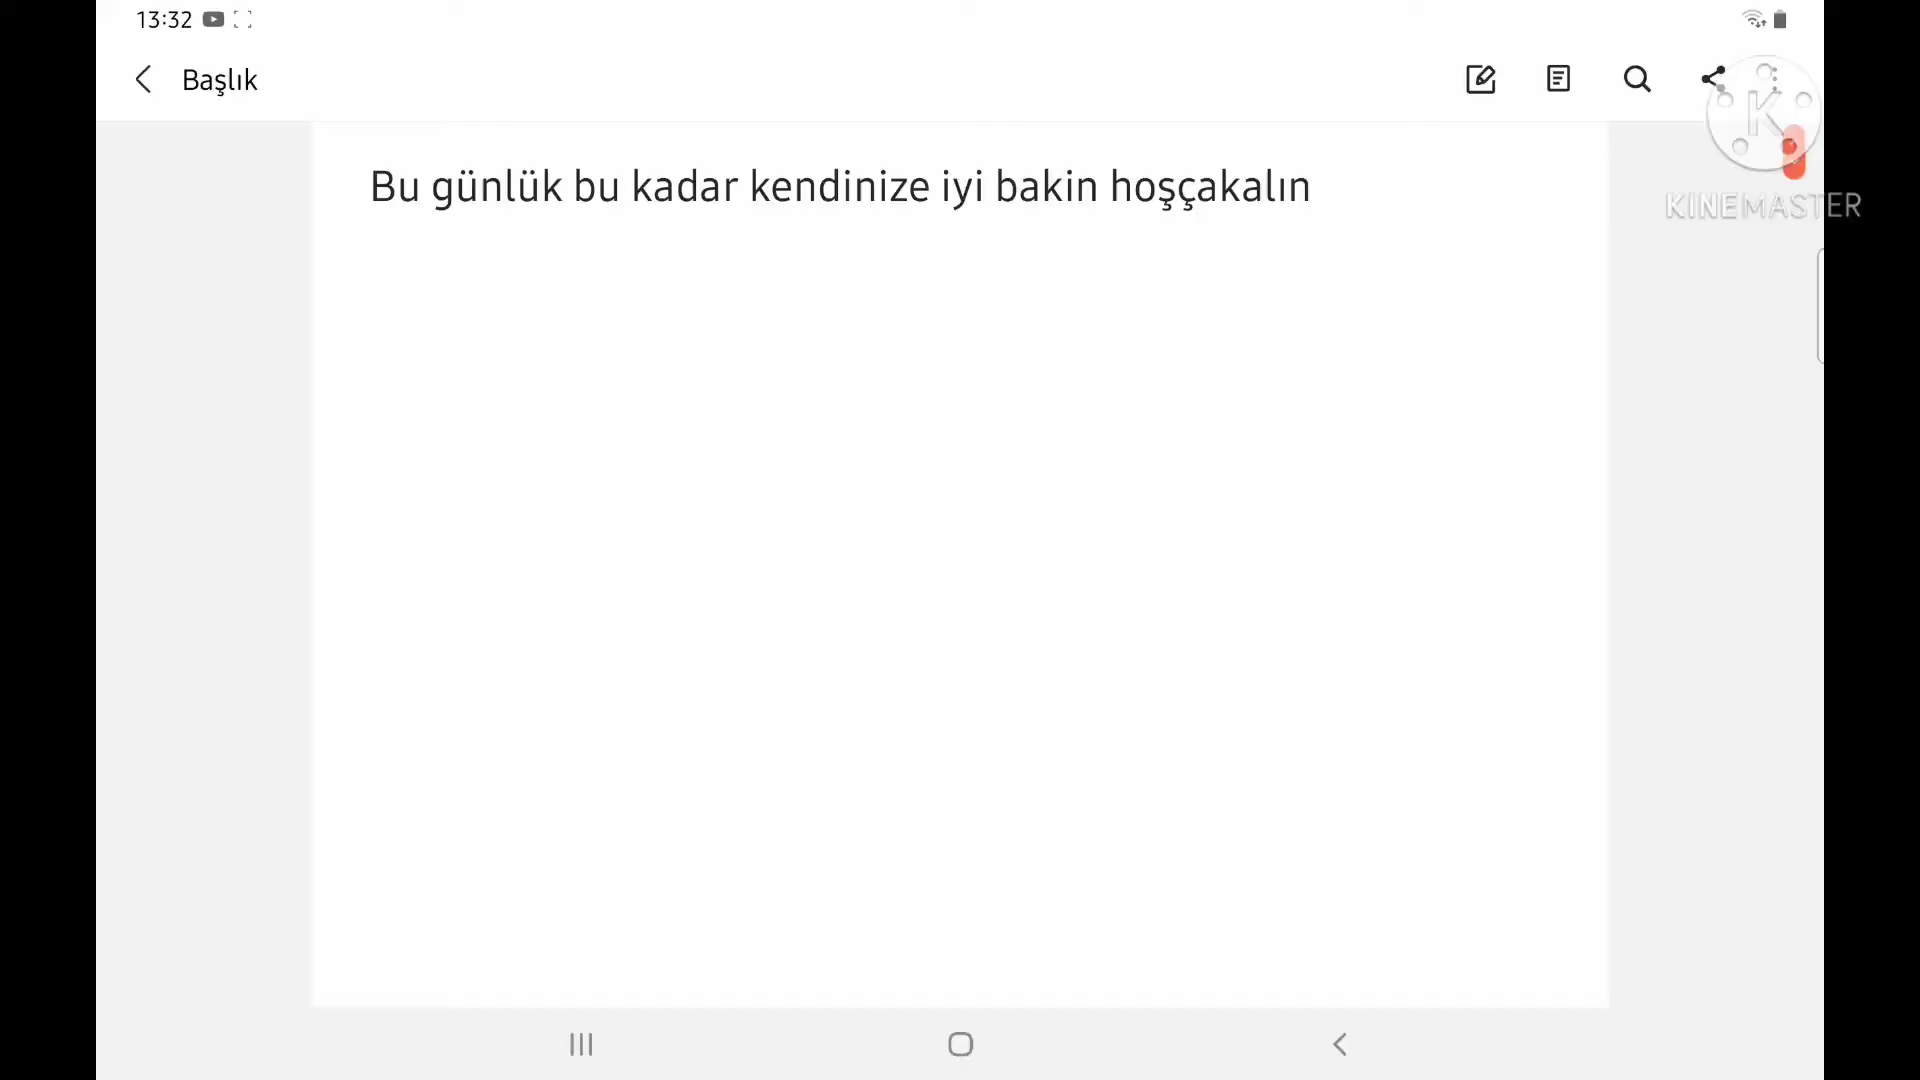 13:32
Başlık
Bu günlük bu kadar kendinize iyi bakin hoşçakalın
K
KINEMASTER